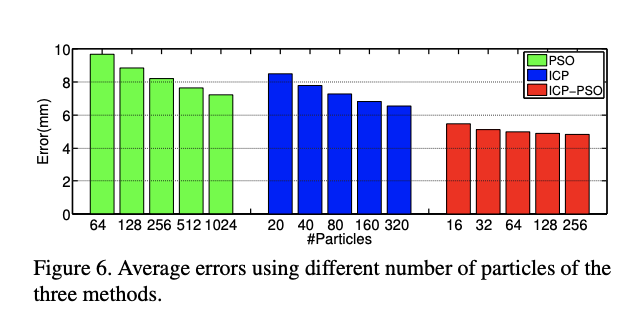 10
8
6
4
2
0
Error(mm)
PSO
ICP
ICP-PSO
64 128 256 512 1024 20 40 80 160 320 16 32 64 128 256
#Particles
Figure 6. Average errors using different number of particles of the
three methods.